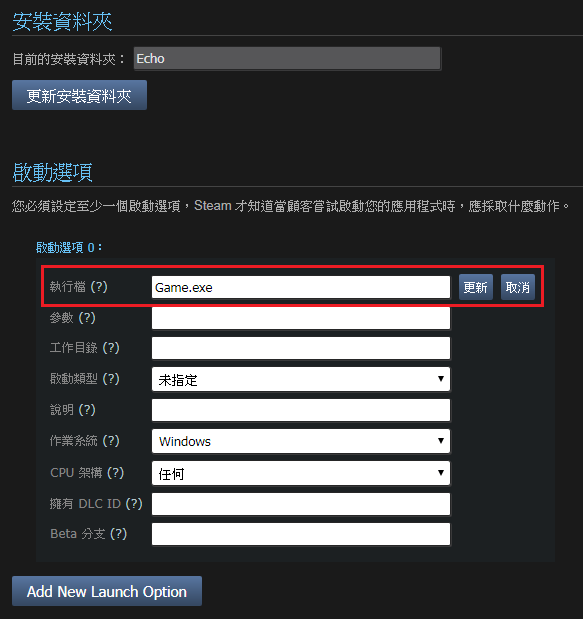 安裝資料夾
目前的安裝資料夾： Echo
更新安裝資料夾
啟動選項
您必須設定至少一個啟動選項，Steam 才知道當顧客嘗試啟動您的應用程式時，應採取什麼動作。
啟動選項 0：
執行檔 (?) Game.exe 更新 取消
參數 (?)
工作目錄 (?)
啟動類型 (?) 未指定
說明 (?)
作業系統 (?) Windows
CPU 架構 (?) 任何
擁有 DLC ID (?)
Beta 分支 (?)
Add New Launch Option